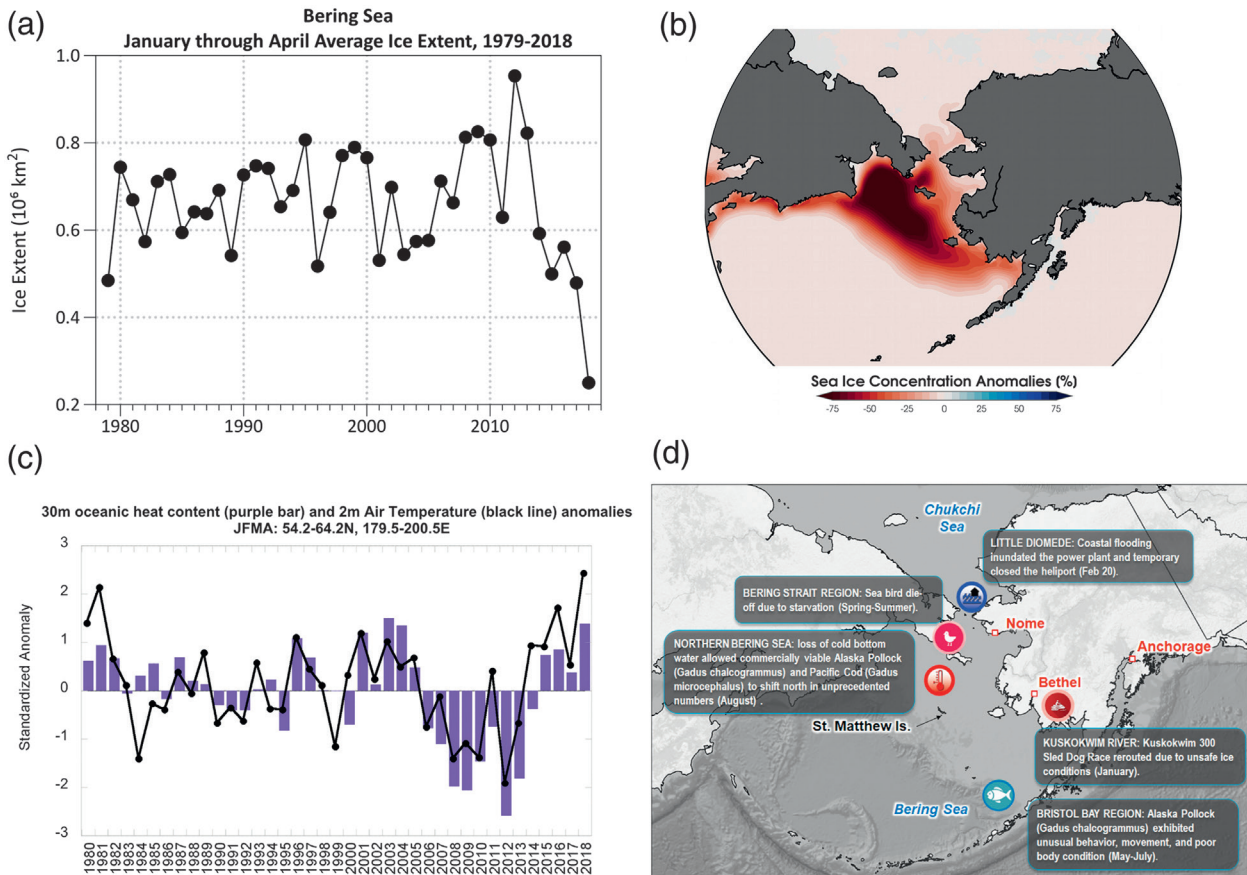 (a)
Bering Sea
January through April Average Ice Extent, 1979-2018
Ice Extent (10⁶ km²)
1.0
0.8
0.6
0.4
0.2
1980
1990
2000
2010
(b)
Sea Ice Concentration Anomalies (%)
-75
-50
-25
0
25
50
75
(c)
30m oceanic heat content (purple bar) and 2m Air Temperature (black line) anomalies
JFMA: 54.2-64.2N, 179.5-200.5E
Standardized Anomaly
3
2
1
0
-1
-2
-3
1980
1981
1982
1983
1984
1985
1986
1987
1988
1989
1990
1991
1992
1993
1994
1995
1996
1997
1998
1999
2000
2001
2002
2003
2004
2005
2006
2007
2008
2009
2010
2011
2012
2013
2014
2015
2016
2017
2018
(d)
Chukchi
Sea
LITTLE DIOMEDE: Coastal flooding
inundated the power plant and temporary
closed the heliport (Feb 20).
BERING STRAIT REGION: Sea bird die-
off due to starvation (Spring-Summer).
Nome
NORTHERN BERING SEA: loss of cold bottom
water allowed commercially viable Alaska Pollock
(Gadus chalcogrammus) and Pacific Cod (Gadus
microcephalus) to shift north in unprecedented
numbers (August) .
Anchorage
Bethel
St. Matthew Is.
KUSKOKWIM RIVER: Kuskokwim 300
Sled Dog Race rerouted due to unsafe ice
conditions (January).
Bering Sea
BRISTOL BAY REGION: Alaska Pollock
(Gadus chalcogrammus) exhibited
unusual behavior, movement, and poor
body condition (May-July).